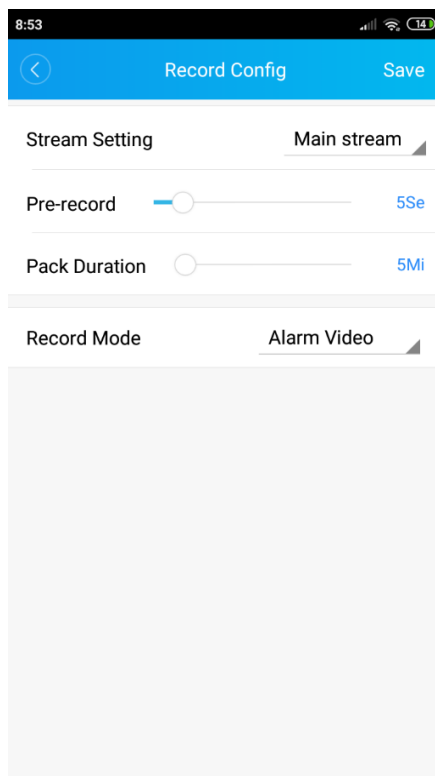 8:53
14
Record Config
Save
Stream Setting
Main stream
Pre-record
5Se
Pack Duration
5Mi
Record Mode
Alarm Video